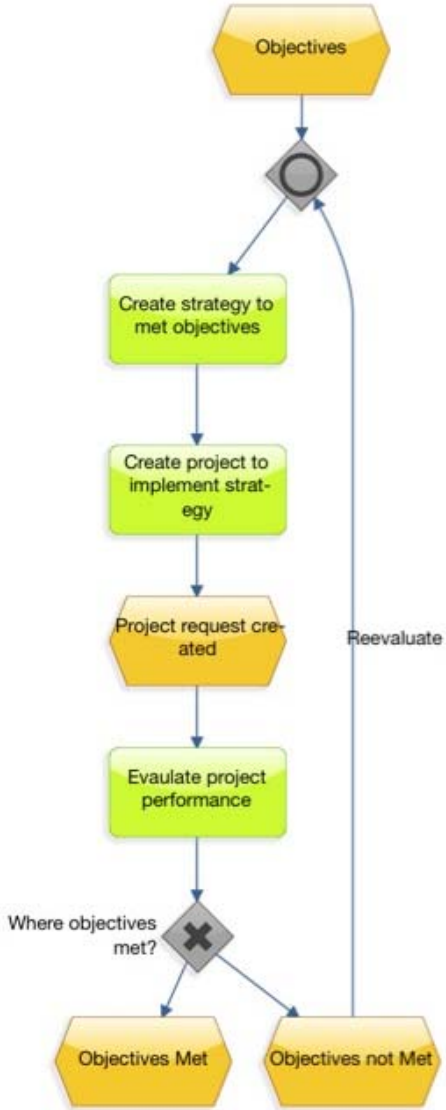 Objectives
Create strategy to
met objectives
Create project to
implement strat-
egy
Project request cre-
ated
Reevaluate
Evaulate project
performance
Where objectives
met?
Objectives Met
Objectives not Met